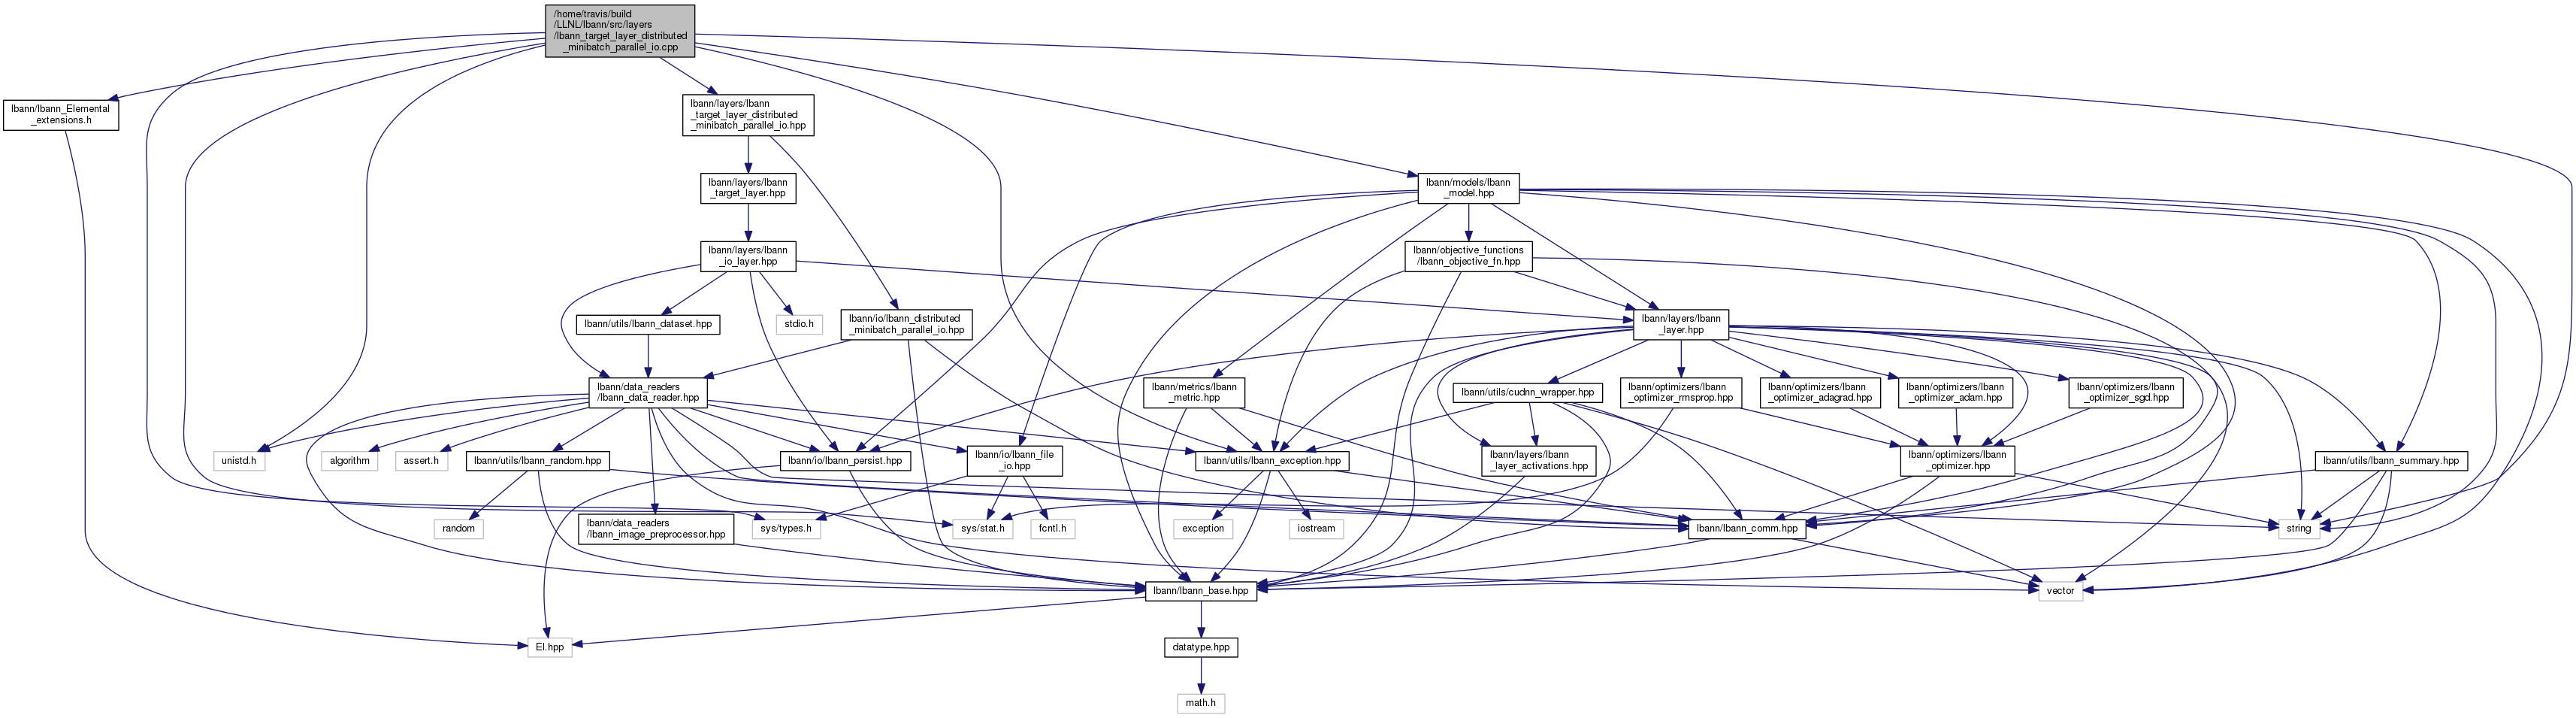 /home/travis/build
/LLNL/lbann/src/layers
/lbann_target_layer_distributed
_minibatch_parallel_io.cpp
lbann/lbann_Elemental
_extensions.h
lbann/layers/lbann
_target_layer_distributed
_minibatch_parallel_io.hpp
lbann/layers/lbann
_target_layer.hpp
lbann/models/lbann
_model.hpp
lbann/layers/lbann
_io_layer.hpp
lbann/objective_functions
/lbann_objective_fn.hpp
lbann/utils/lbann_dataset.hpp
stdio.h
lbann/io/lbann_distributed
_minibatch_parallel_io.hpp
lbann/layers/lbann
_layer.hpp
lbann/data_readers
/lbann_data_reader.hpp
lbann/metrics/lbann
_metric.hpp
lbann/utils/cudnn_wrapper.hpp
lbann/optimizers/lbann
_optimizer_rmsprop.hpp
lbann/optimizers/lbann
_optimizer_adagrad.hpp
lbann/optimizers/lbann
_optimizer_adam.hpp
lbann/optimizers/lbann
_optimizer_sgd.hpp
unistd.h
algorithm
assert.h
lbann/utils/lbann_random.hpp
lbann/io/lbann_persist.hpp
lbann/io/lbann_file
_io.hpp
lbann/utils/lbann_exception.hpp
lbann/layers/lbann
_layer_activations.hpp
lbann/optimizers/lbann
_optimizer.hpp
lbann/utils/lbann_summary.hpp
random
lbann/data_readers
/lbann_image_preprocessor.hpp
sys/types.h
sys/stat.h
fcntl.h
exception
iostream
lbann/lbann_comm.hpp
string
lbann/lbann_base.hpp
vector
El.hpp
datatype.hpp
math.h